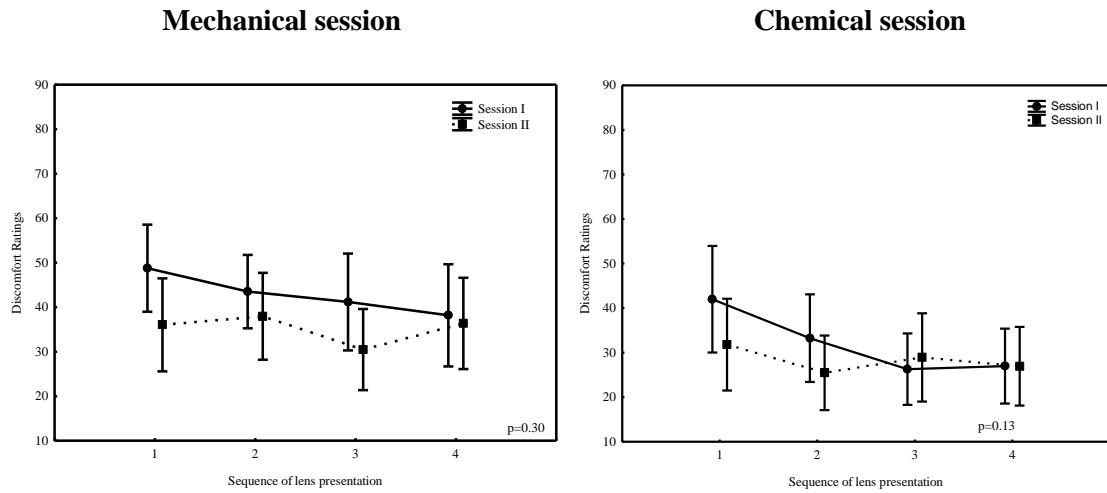 Mechanical session
90
80
70
60
50
40
30
20
10
Discomfort Ratings
Session I
Session II
p=0.30
1 2 3 4
Sequence of lens presentation
Chemical session
90
80
70
60
50
40
30
20
10
Discomfort Ratings
Session I
Session II
p=0.13
1 2 3 4
Sequence of lens presentation